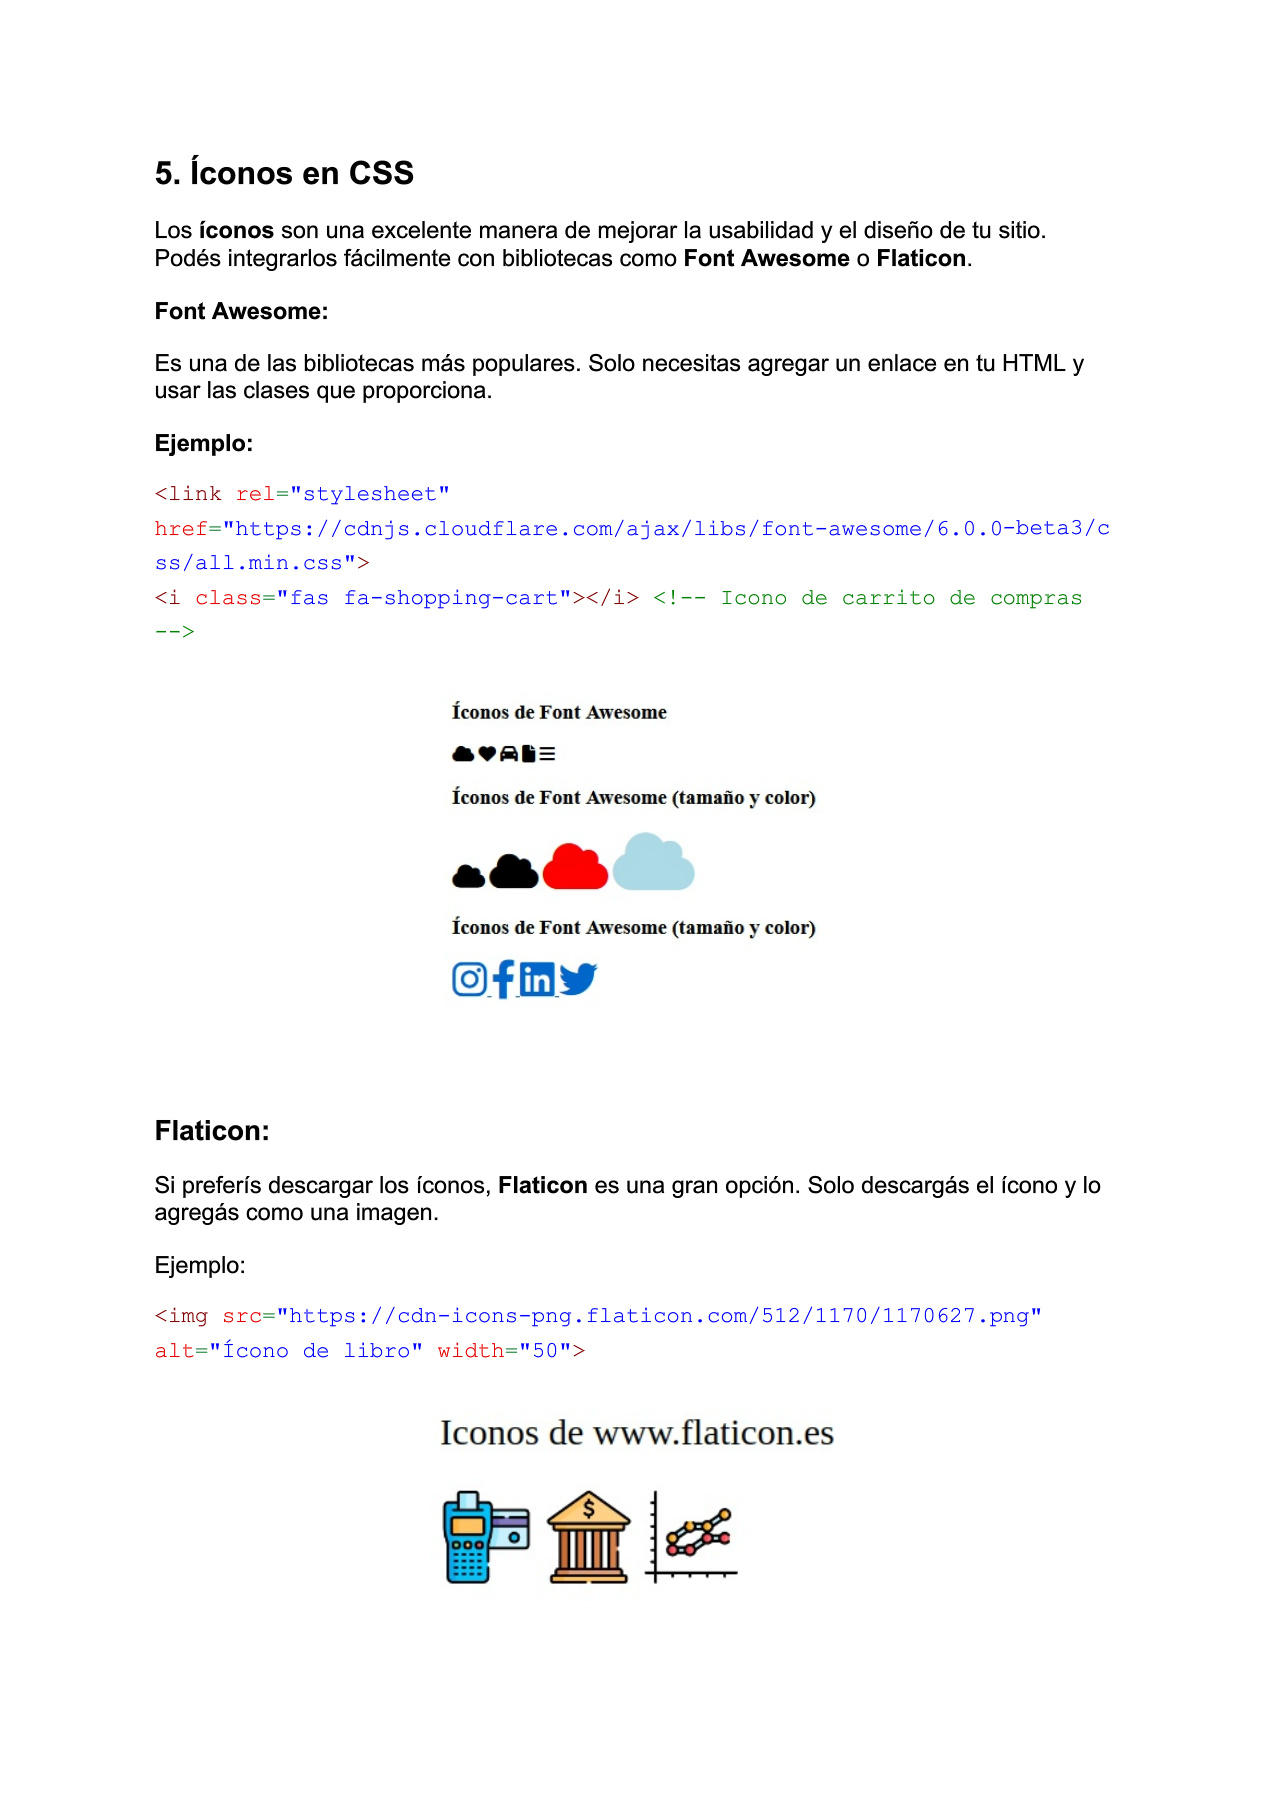 5. Íconos en CSS
Los íconos son una excelente manera de mejorar la usabilidad y el diseño de tu sitio.
Podés integrarlos fácilmente con bibliotecas como Font Awesome o Flaticon.
Font Awesome:
Es una de las bibliotecas más populares. Solo necesitas agregar un enlace en tu HTML y
usar las clases que proporciona.
Ejemplo:
<link rel="stylesheet"
href="https://cdnjs.cloudflare.com/ajax/libs/font-awesome/6.0.0-beta3/c
ss/all.min.css">
<i class="fas fa-shopping-cart"></i> <!-- Icono de carrito de compras
-->
Íconos de Font Awesome
Íconos de Font Awesome (tamaño y color)
Íconos de Font Awesome (tamaño y color)
Flaticon:
Si preferís descargar los íconos, Flaticon es una gran opción. Solo descargás el ícono y lo
agregás como una imagen.
Ejemplo:
<img src="https://cdn-icons-png.flaticon.com/512/1170/1170627.png"
alt="Ícono de libro" width="50">
Iconos de www.flaticon.es